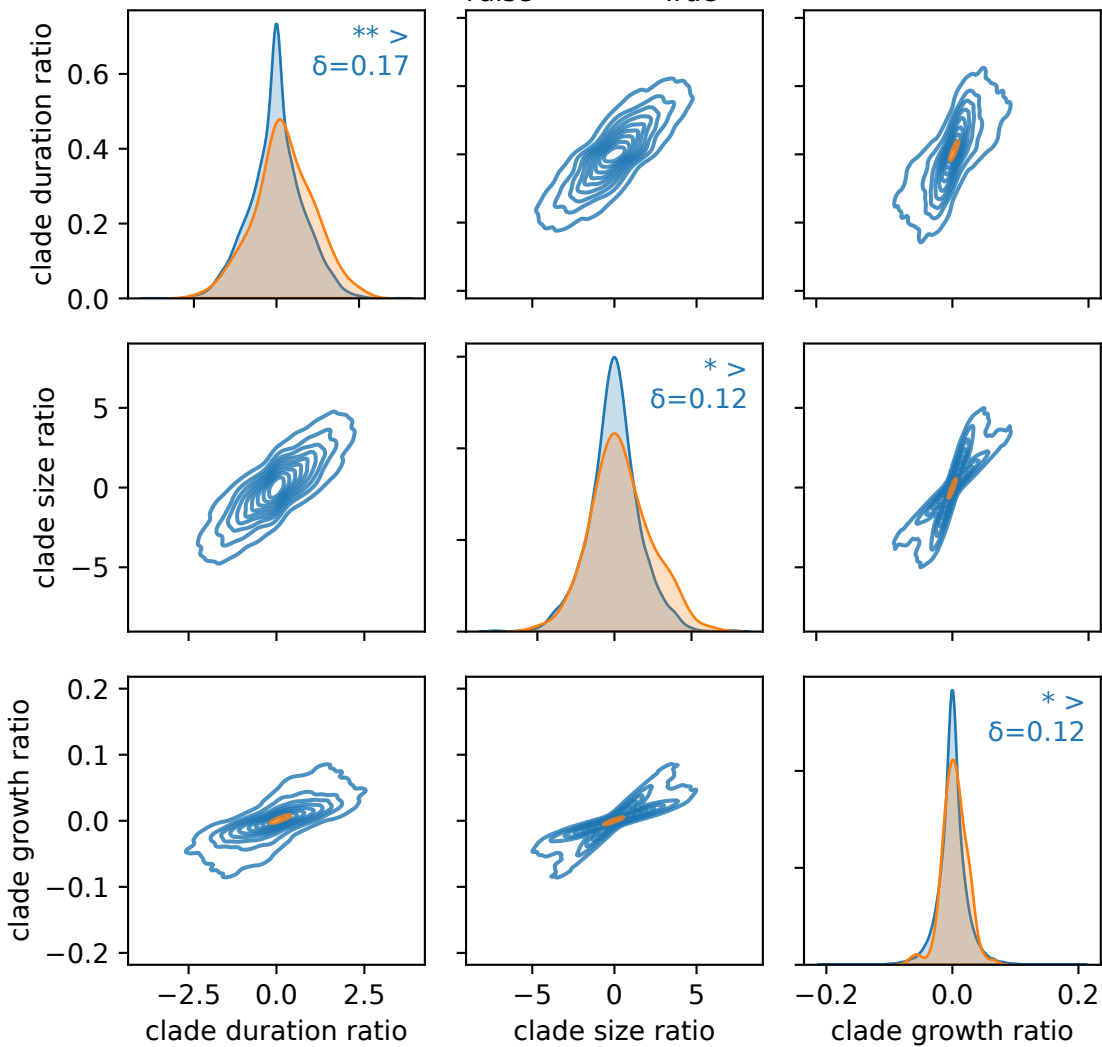 clade duration ratio
0.6
0.4
0.2
0.0
** >
δ=0.17
clade size ratio
5
0
−5
* >
δ=0.12
clade growth ratio
0.2
0.1
0.0
−0.1
−0.2
* >
δ=0.12
−2.5 0.0 2.5
−5 0 5
−0.2 0.0 0.2
clade duration ratio
clade size ratio
clade growth ratio